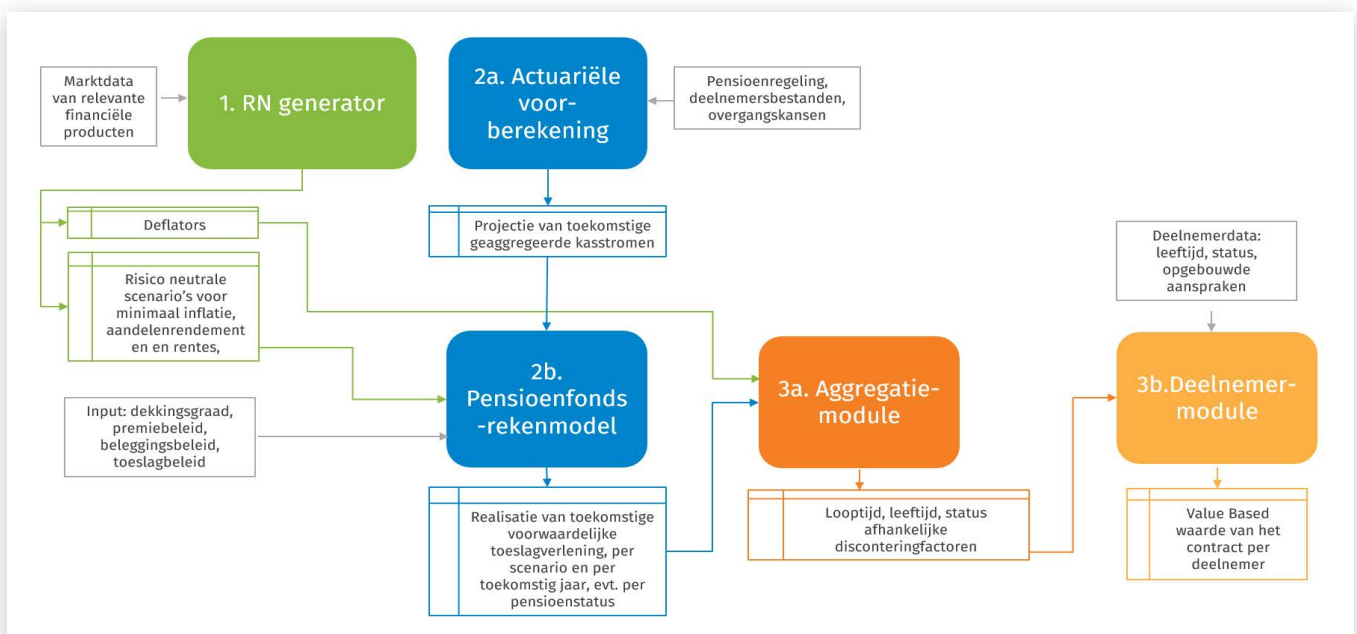 Marktdata
van relevante
financiële
producten
1. RN generator
2a. Actuariële
voor-
berekening
Pensioenregeling,
deelnemersbestanden,
overgangskansen
Deflators
Projectie van toekomstige
geaggregeerde kasstromen
Risico neutrale
scenario's voor
minimaal inflatie,
aandelenrendement
en en rentes,
Deelnemerdata:
leeftijd, status,
opgebouwde
aanspraken
Input: dekkingsgraad,
premiebeleid,
beleggingsbeleid,
toeslagbeleid
2b.
Pensioenfonds
-rekenmodel
3a. Aggregatie-
module
3b.Deelnemer-
module
Realisatie van toekomstige
voorwaardelijke
toeslagverlening, per
scenario en per
toekomstig jaar, evt. per
pensioenstatus
Looptijd, leeftijd, status
afhankelijke
disconteringfactoren
Value Based
waarde van het
contract per
deelnemer